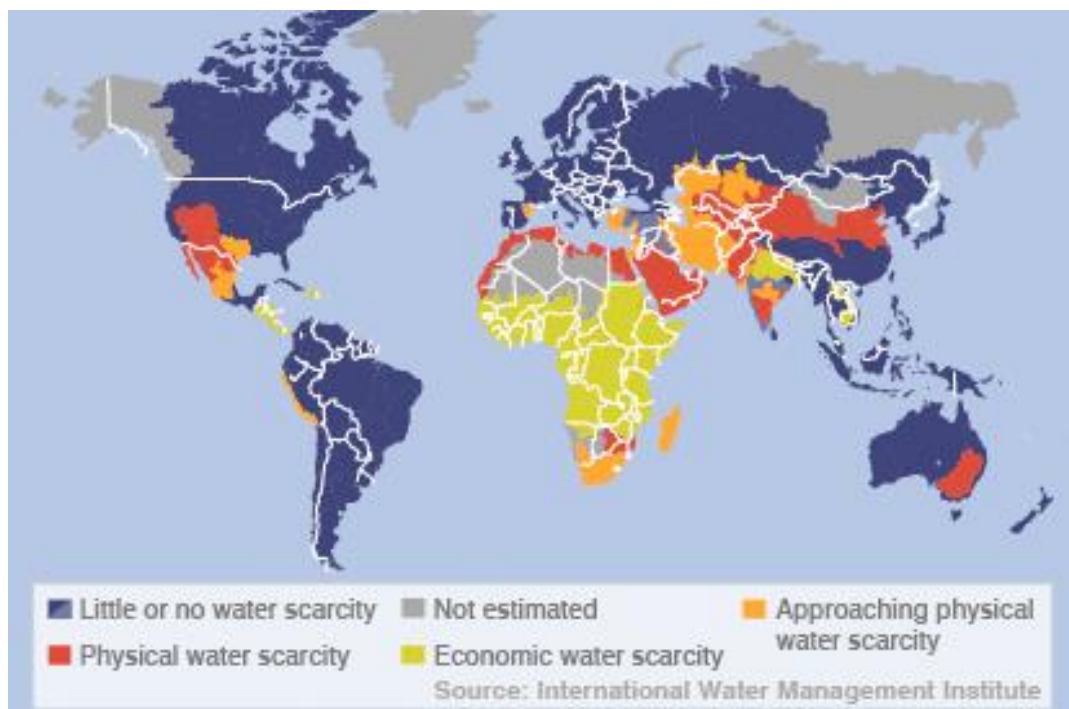 Little or no water scarcity
Not estimated
Approaching physical
water scarcity
Physical water scarcity
Economic water scarcity
Source: International Water Management Institute